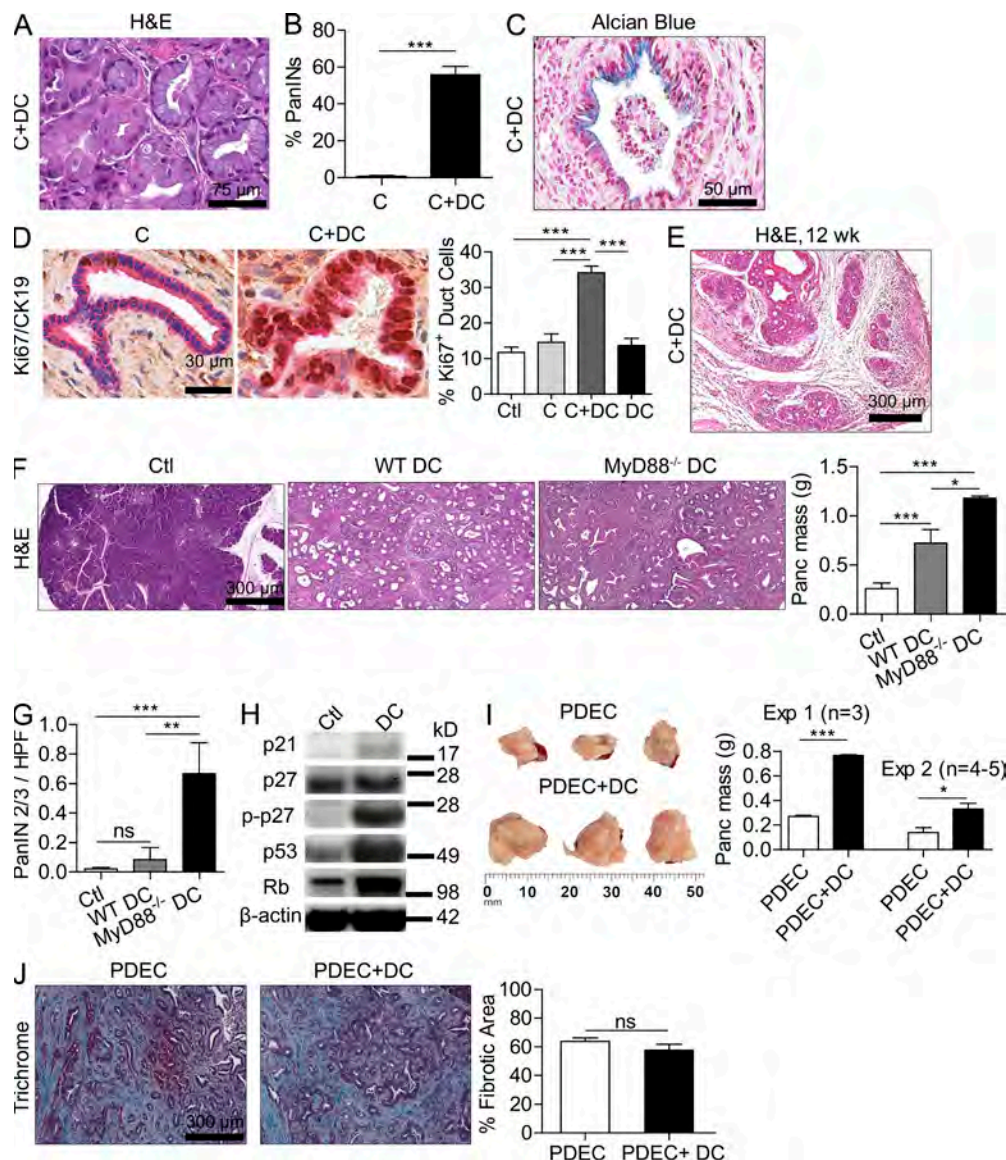 A
H&E
C+DC
75 µm
B
% PanINs
80
60
40
20
0
***
C
C+DC
C
Alcian Blue
C+DC
50 µm
D
C
C+DC
Ki67/CK19
30 µm
% Ki67+ Duct Cells
40
30
20
10
0
***
***
***
Ctl
C
C+DC
DC
E
H&E, 12 wk
C+DC
300 µm
F
Ctl
WT DC
MyD88-/- DC
H&E
300 µm
Panc mass (g)
1.5
1.0
0.5
0.0
***
*
***
Ctl
WT DC
MyD88-/- DC
G
PanIN 2/3 / HPF
1.0
0.8
0.6
0.4
0.2
0.0
***
**
ns
Ctl
WT DC
MyD88-/- DC
H
Ctl
DC
kD
p21
17
p27
28
p-p27
28
p53
49
Rb
98
β-actin
42
I
PDEC
PDEC+DC
0 10 20 30 40 50
mm
Exp 1 (n=3)
Exp 2 (n=4-5)
Panc mass (g)
0.8
0.6
0.4
0.2
0.0
***
*
PDEC
PDEC+DC
PDEC
PDEC+DC
J
PDEC
PDEC+DC
Trichrome
300 µm
% Fibrotic Area
100
80
60
40
20
0
ns
PDEC
PDEC+ DC